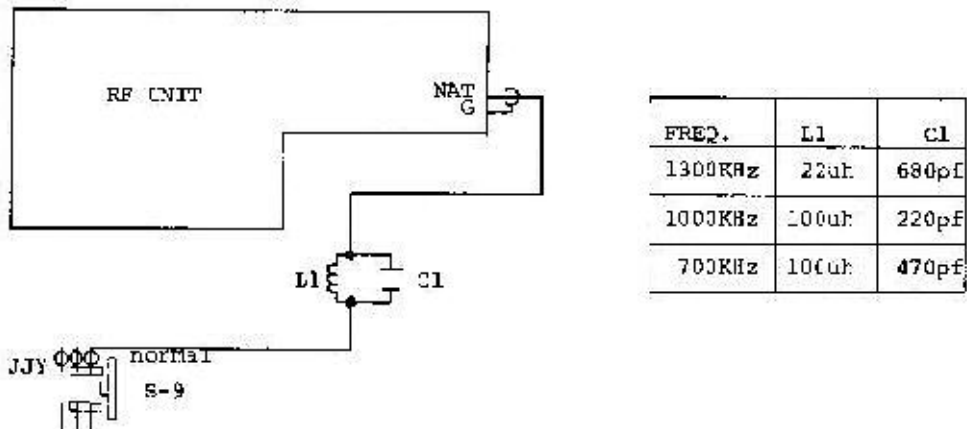 RF UNIT
NAT
G
FREQ. L1 C1
1300KHz 22uh 680pf
1000KHz 100uh 220pf
700KHz 100uh 470pf
L1 C1
JJY normal
S-9